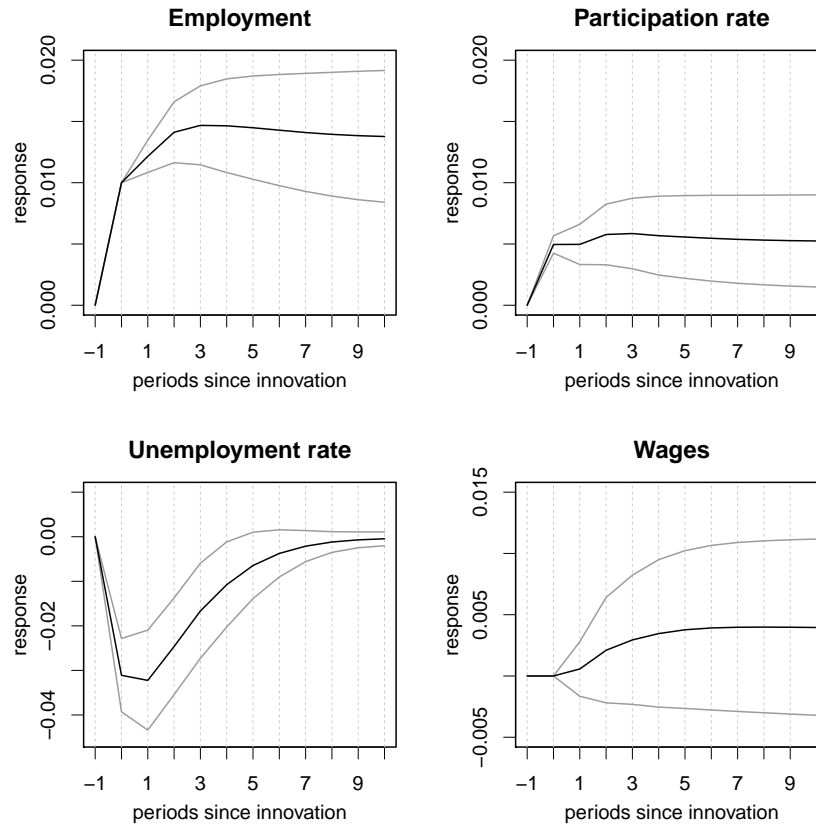 Employment
0.000 0.010 0.020
response
−1 1 3 5 7 9
periods since innovation
Participation rate
0.000 0.010 0.020
response
−1 1 3 5 7 9
periods since innovation
Unemployment rate
−0.04 −0.02 0.00
response
−1 1 3 5 7 9
periods since innovation
Wages
−0.005 0.005 0.015
response
−1 1 3 5 7 9
periods since innovation